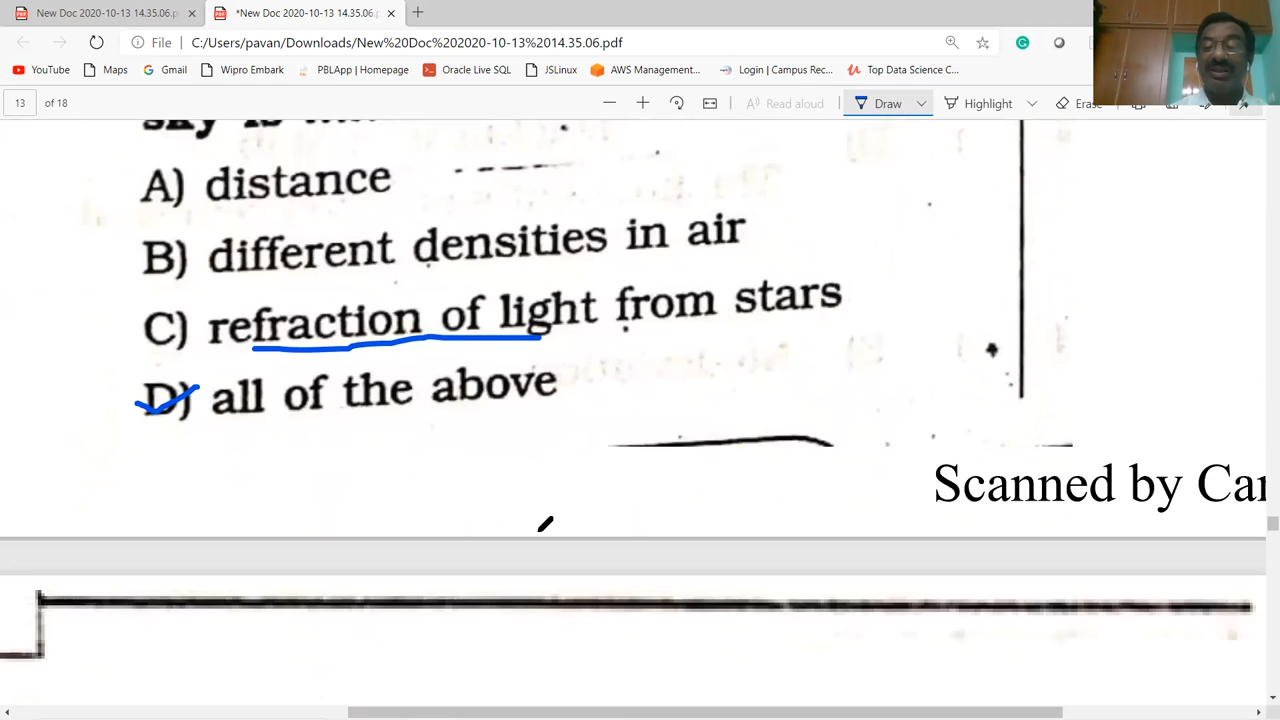 New Doc 2020-10-13 14.35.06.p
*New Doc 2020-10-13 14.35.06.p
File C:/Users/pavan/Downloads/New%20Doc%202020-10-13%2014.35.06.pdf
YouTube Maps Gmail Wipro Embark PBLApp | Homepage Oracle Live SQL JSLinux AWS Management... Login | Campus Rec... Top Data Science C...
13 of 18 Read aloud Draw Highlight Erase
sky is
A) distance
B) different densities in air
C) refraction of light from stars
D) all of the above
Scanned by Ca